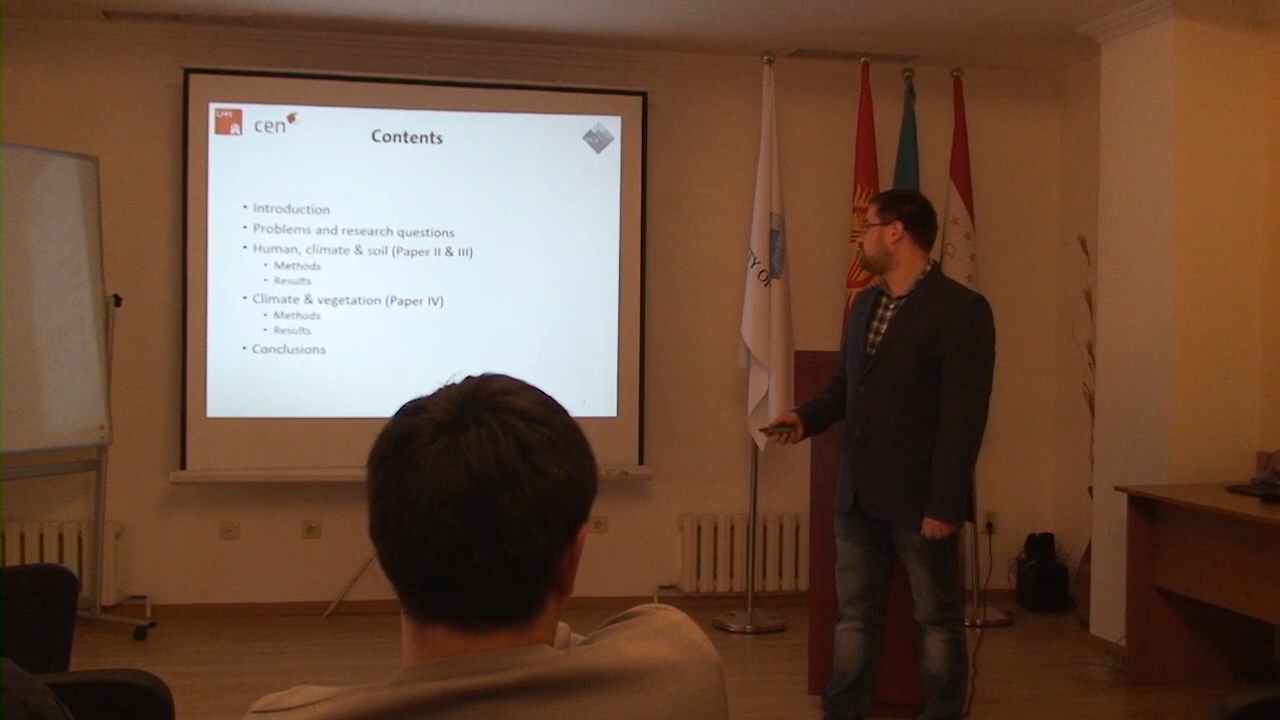 cen
Contents
• Introduction
• Problems and research questions
• Human, climate & soil (Paper II & III)
• Methods
• Results
• Climate & vegetation (Paper IV)
• Methods
• Results
• Conclusions
Y OF